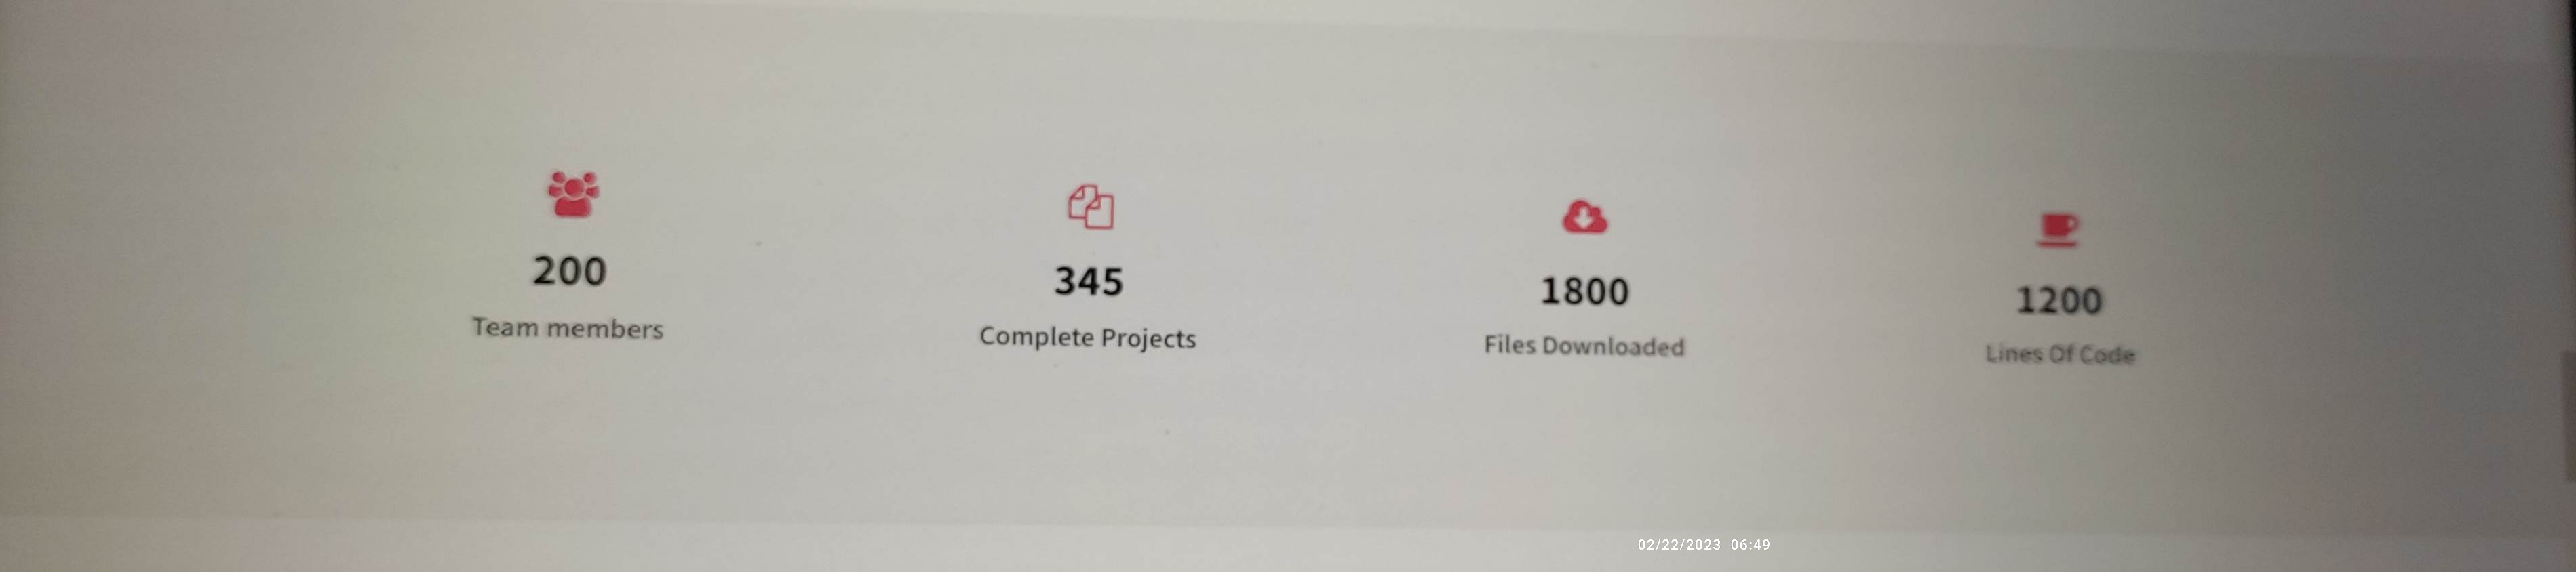 200
Team members
345
Complete Projects
1800
Files Downloaded
1200
Lines Of Code
02/22/2023 06:49